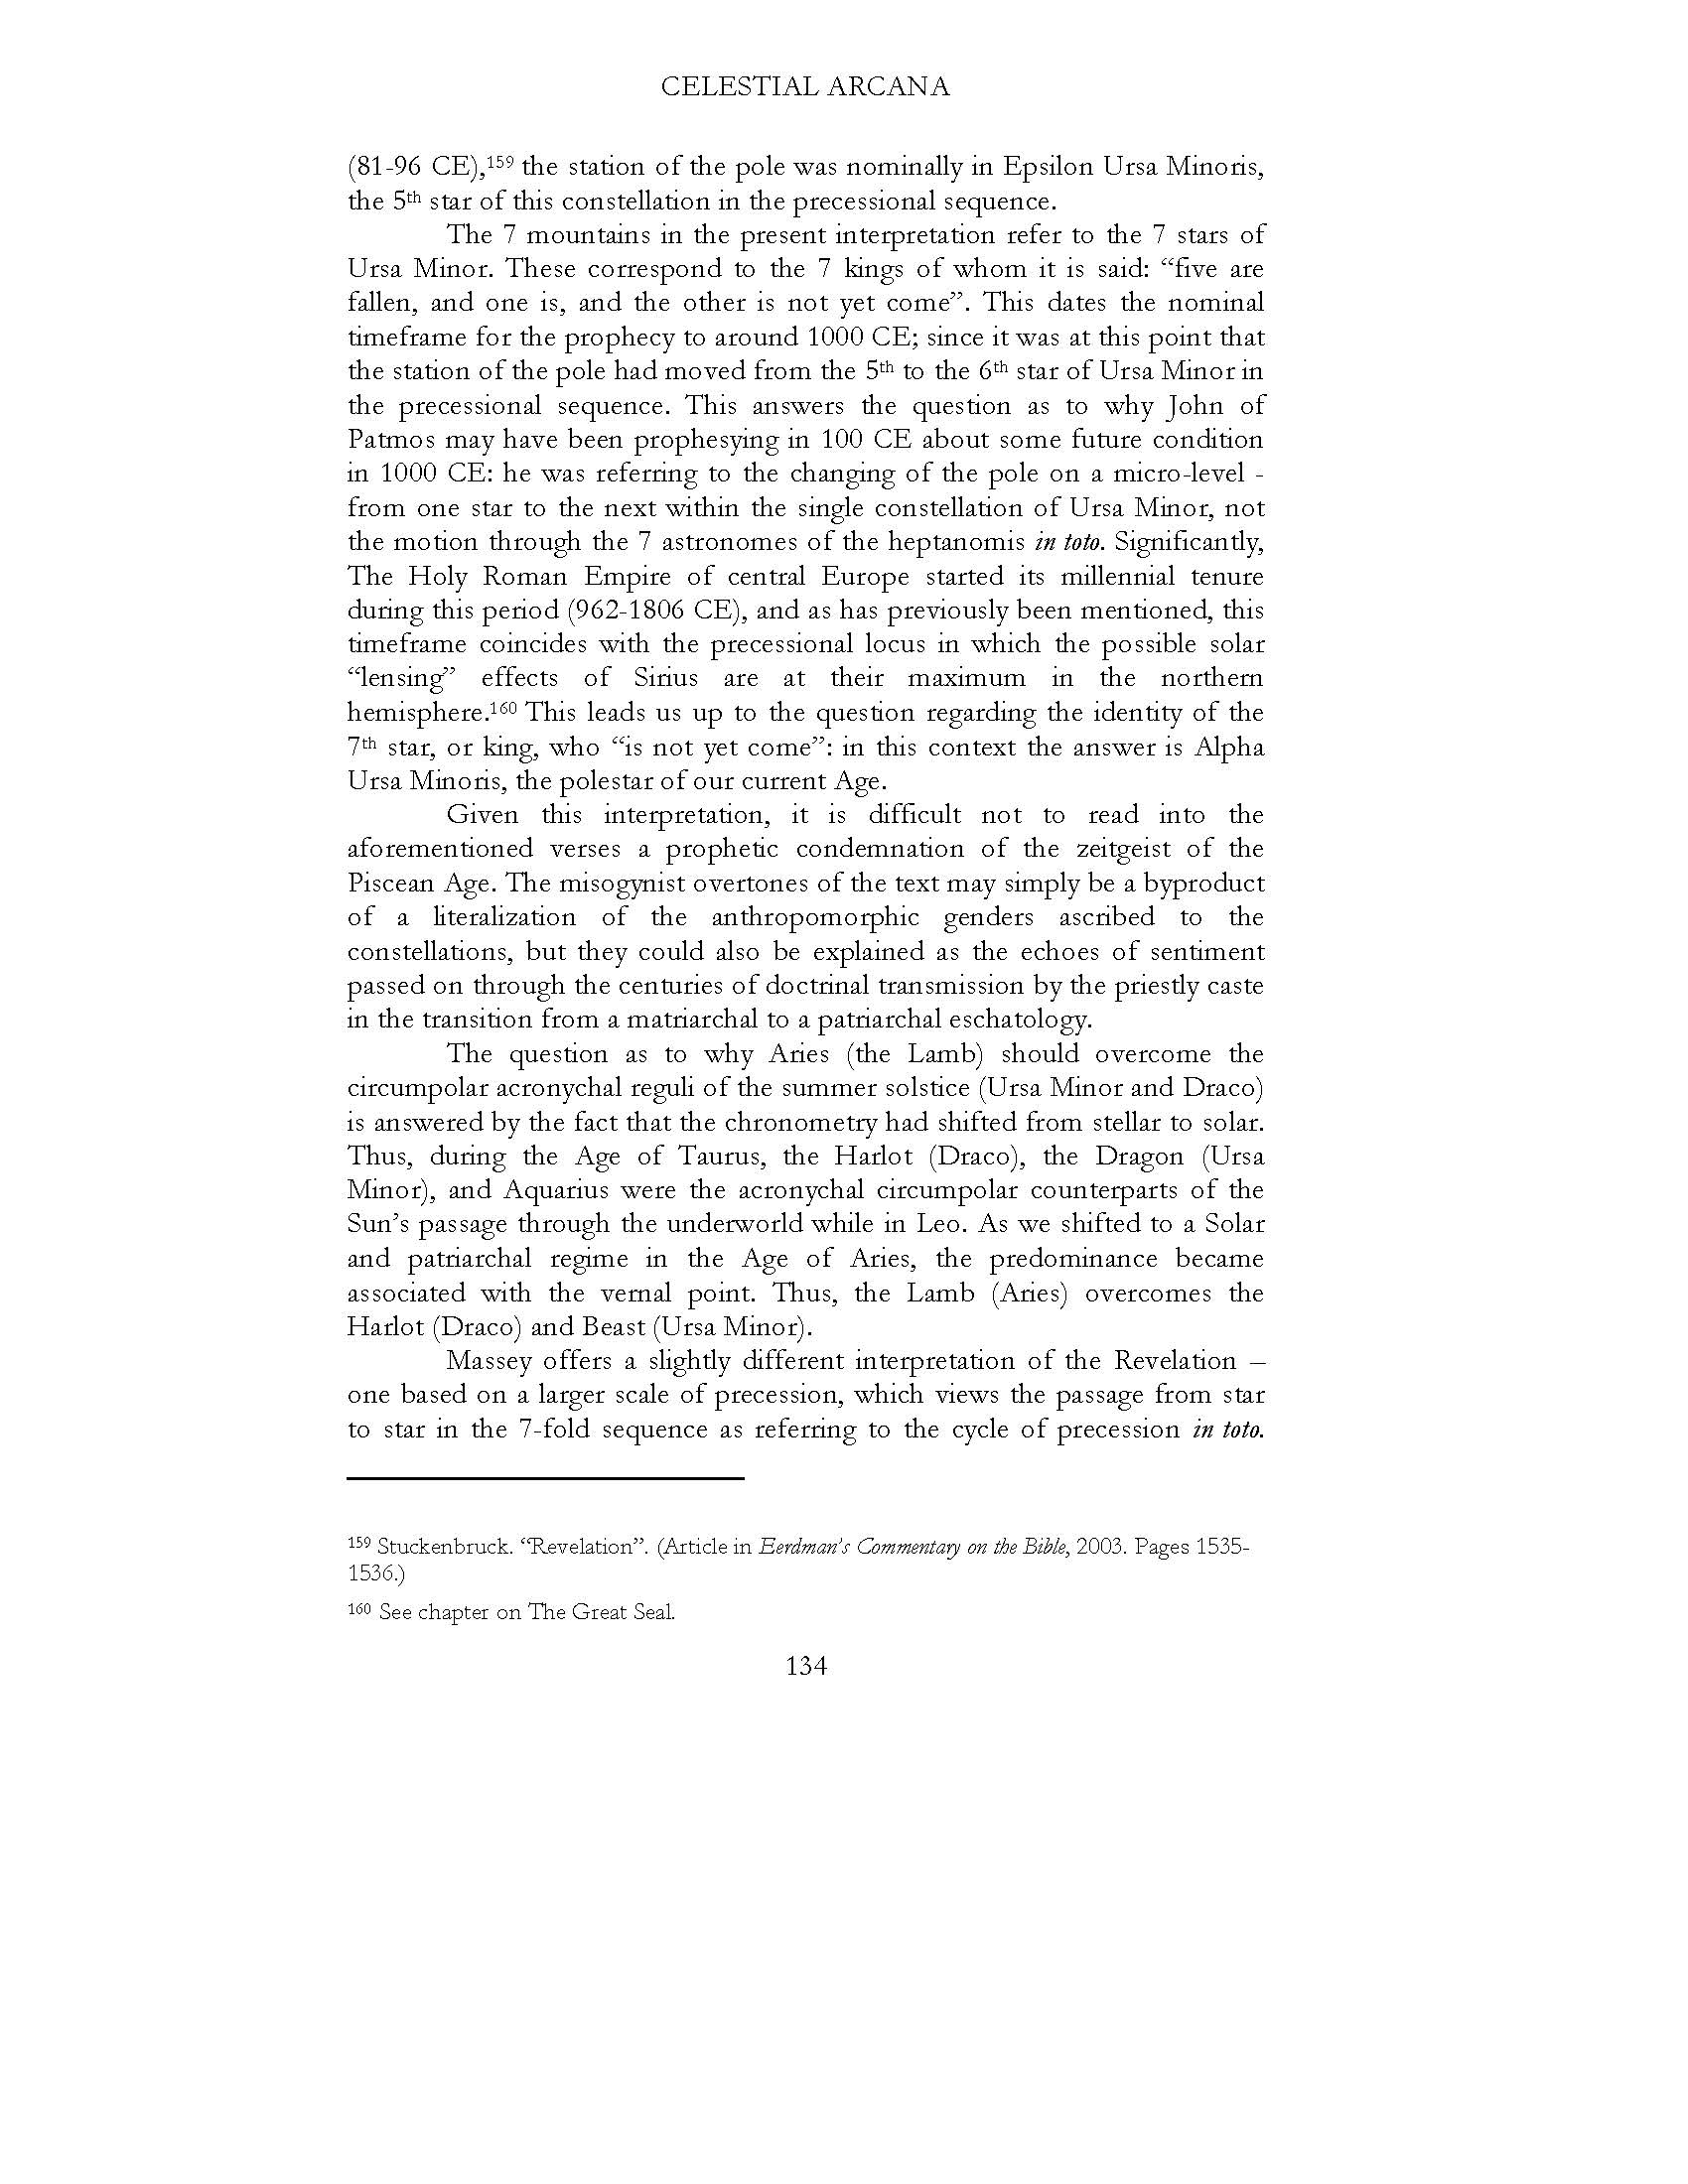 CELESTIAL ARCANA
(81-96 CE),159 the station of the pole was nominally in Epsilon Ursa Minoris,
the 5th star of this constellation in the precessional sequence.
The 7 mountains in the present interpretation refer to the 7 stars of
Ursa Minor. These correspond to the 7 kings of whom it is said: “five are
fallen, and one is, and the other is not yet come”. This dates the nominal
timeframe for the prophecy to around 1000 CE; since it was at this point that
the station of the pole had moved from the 5th to the 6th star of Ursa Minor in
the precessional sequence. This answers the question as to why John of
Patmos may have been prophesying in 100 CE about some future condition
in 1000 CE: he was referring to the changing of the pole on a micro-level -
from one star to the next within the single constellation of Ursa Minor, not
the motion through the 7 astronomes of the heptanomis in toto. Significantly,
The Holy Roman Empire of central Europe started its millennial tenure
during this period (962-1806 CE), and as has previously been mentioned, this
timeframe coincides with the precessional locus in which the possible solar
“lensing” effects of Sirius are at their maximum in the northern
hemisphere.160 This leads us up to the question regarding the identity of the
7th star, or king, who “is not yet come”: in this context the answer is Alpha
Ursa Minoris, the polestar of our current Age.
Given this interpretation, it is difficult not to read into the
aforementioned verses a prophetic condemnation of the zeitgeist of the
Piscean Age. The misogynist overtones of the text may simply be a byproduct
of a literalization of the anthropomorphic genders ascribed to the
constellations, but they could also be explained as the echoes of sentiment
passed on through the centuries of doctrinal transmission by the priestly caste
in the transition from a matriarchal to a patriarchal eschatology.
The question as to why Aries (the Lamb) should overcome the
circumpolar acronychal reguli of the summer solstice (Ursa Minor and Draco)
is answered by the fact that the chronometry had shifted from stellar to solar.
Thus, during the Age of Taurus, the Harlot (Draco), the Dragon (Ursa
Minor), and Aquarius were the acronychal circumpolar counterparts of the
Sun’s passage through the underworld while in Leo. As we shifted to a Solar
and patriarchal regime in the Age of Aries, the predominance became
associated with the vernal point. Thus, the Lamb (Aries) overcomes the
Harlot (Draco) and Beast (Ursa Minor).
Massey offers a slightly different interpretation of the Revelation –
one based on a larger scale of precession, which views the passage from star
to star in the 7-fold sequence as referring to the cycle of precession in toto.
159 Stuckenbruck. “Revelation”. (Article in Eerdman’s Commentary on the Bible, 2003. Pages 1535-
1536.)
160 See chapter on The Great Seal.
134